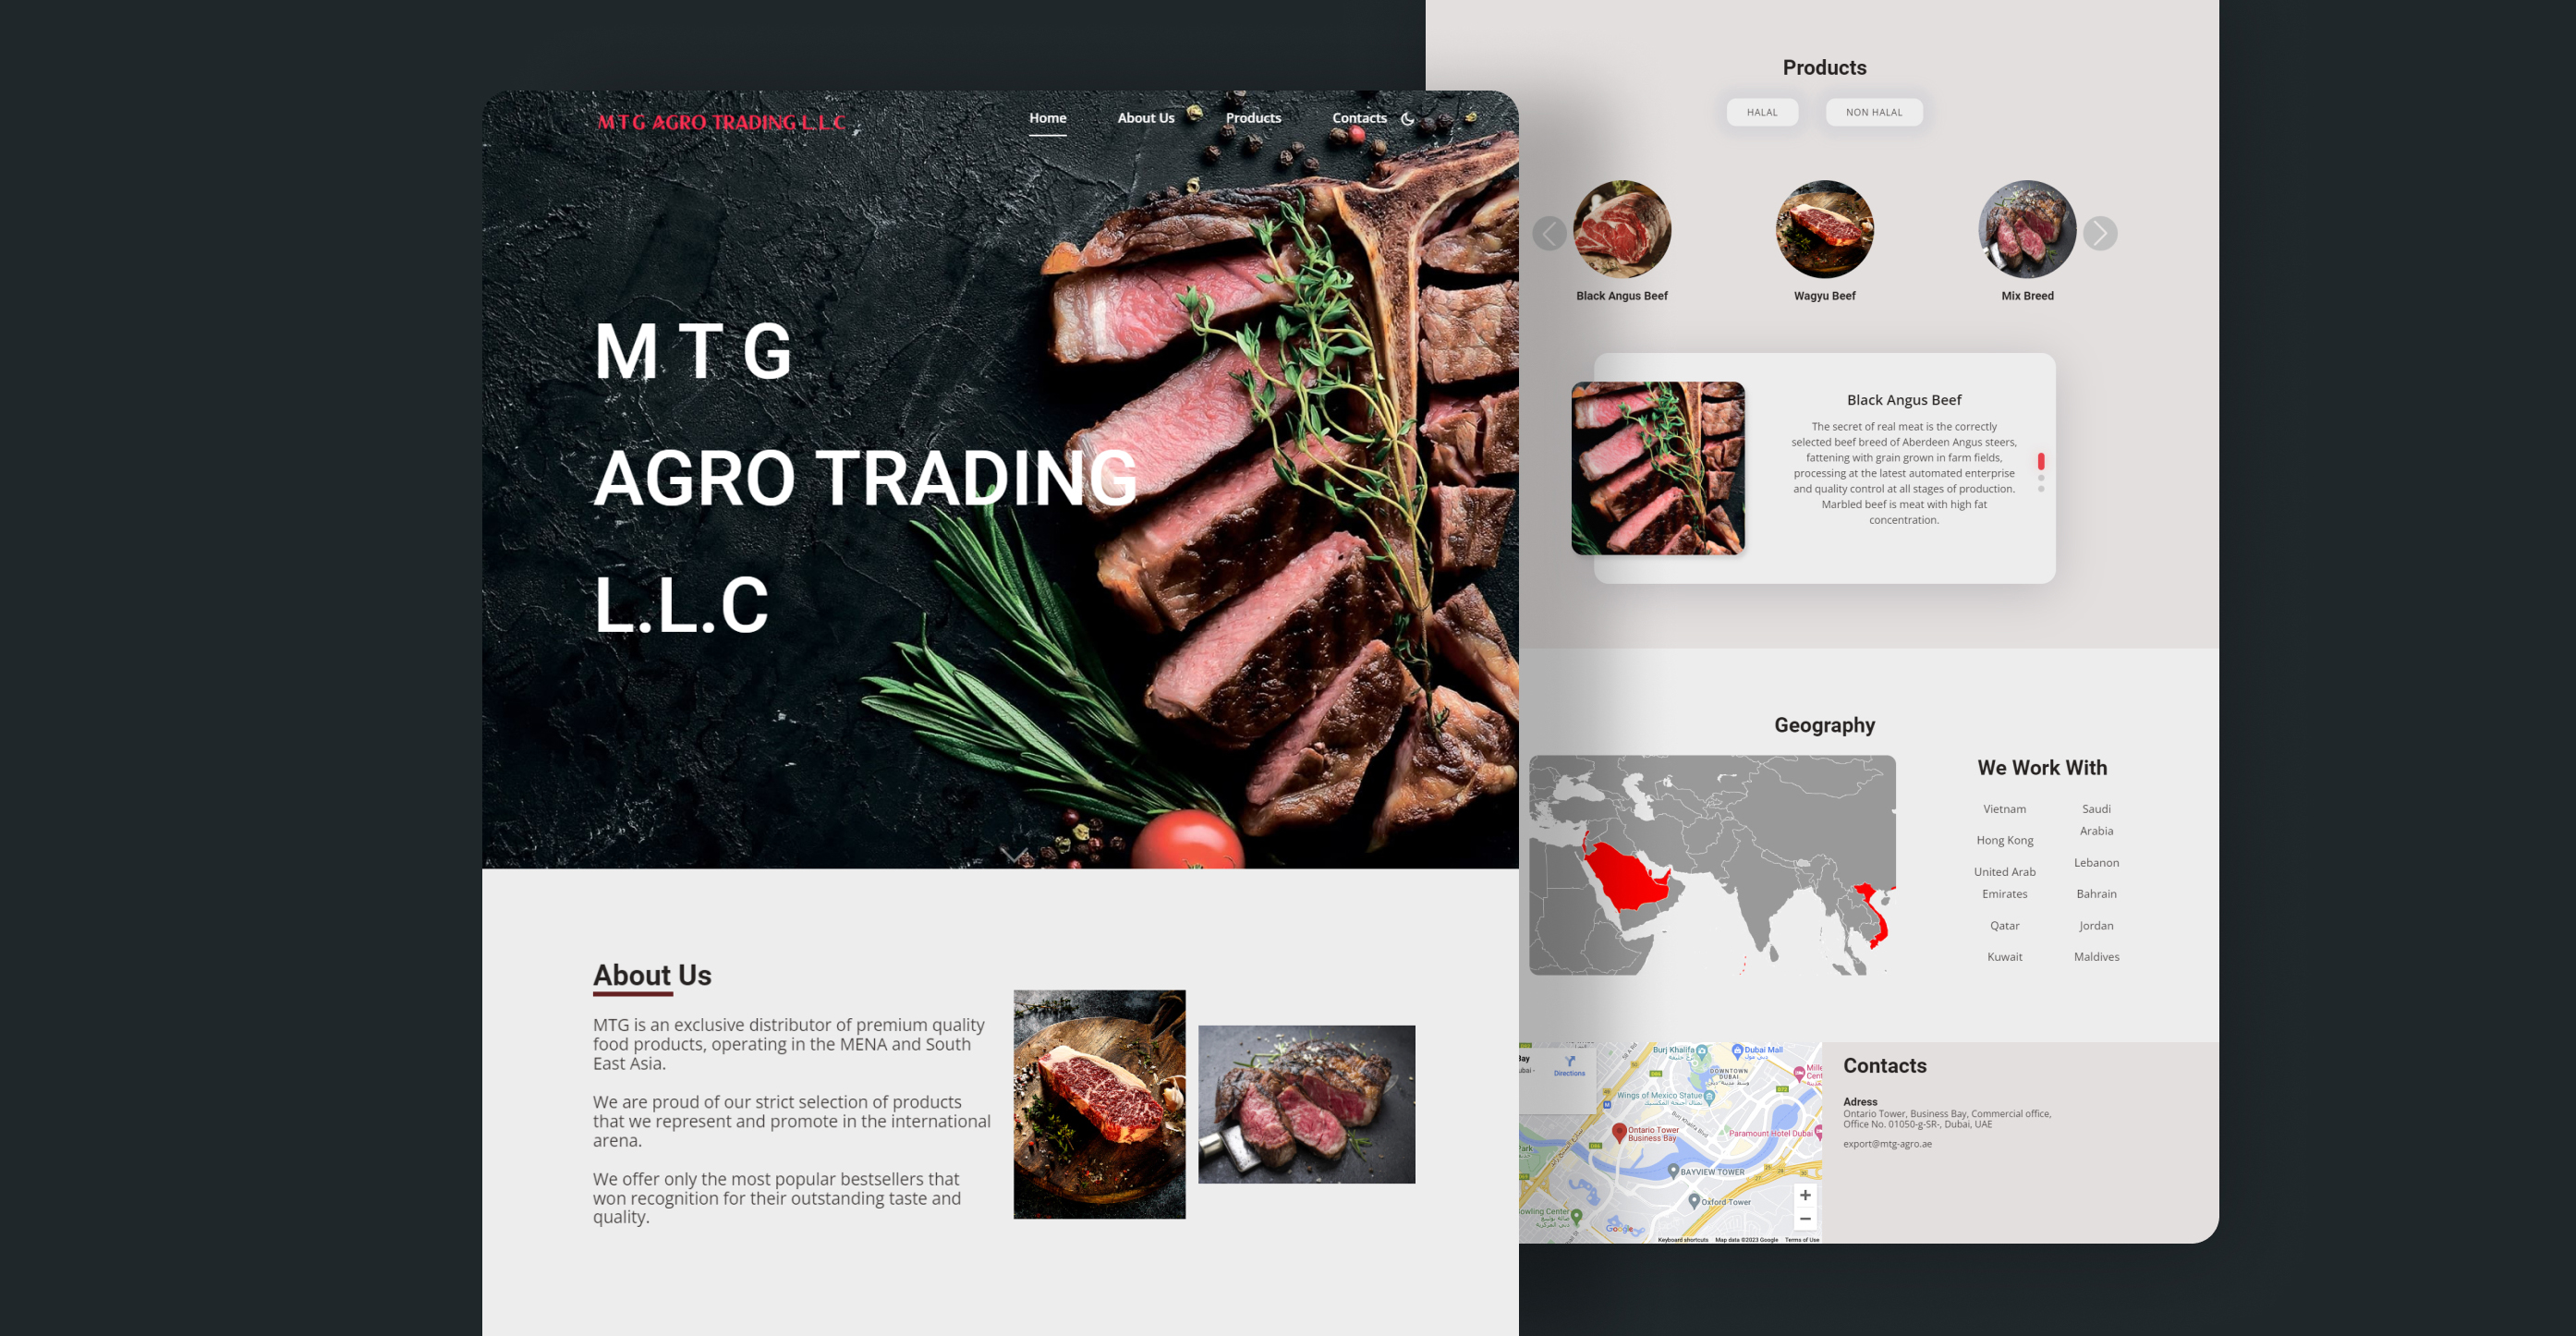 MTG AGRO TRADING L.L.C
Home About Us Products Contacts
M T G
AGRO TRADING
L.L.C
About Us
MTG is an exclusive distributor of premium quality
food products, operating in the MENA and South
East Asia.
We are proud of our strict selection of products
that we represent and promote in the international
arena.
We offer only the most popular bestsellers that
won recognition for their outstanding taste and
quality.
Products
HALAL NON HALAL
Black Angus Beef Wagyu Beef Mix Breed
Black Angus Beef
The secret of real meat is the correctly
selected beef breed of Aberdeen Angus steers,
fattening with grain grown in farm fields,
processing at the latest automated enterprise
and quality control at all stages of production.
Marbled beef is meat with high fat
concentration.
Geography
We Work With
Vietnam
Hong Kong
United Arab
Emirates
Qatar
Kuwait
Saudi
Arabia
Lebanon
Bahrain
Jordan
Maldives
Bay
Directions
Burj Khalifa
Dubai Mall
DOWNTOWN
DUBAI
Wings of Mexico Statue
Ontario Tower
Business Bay
Paramount Hotel Dubai
BAYVIEW TOWER
Oxford Tower
Google
Keyboard shortcuts Map data ©2023 Google Terms of Use
Contacts
Adress
Ontario Tower, Business Bay, Commercial office,
Office No. 01050-g-SR-, Dubai, UAE
export@mtg-agro.ae